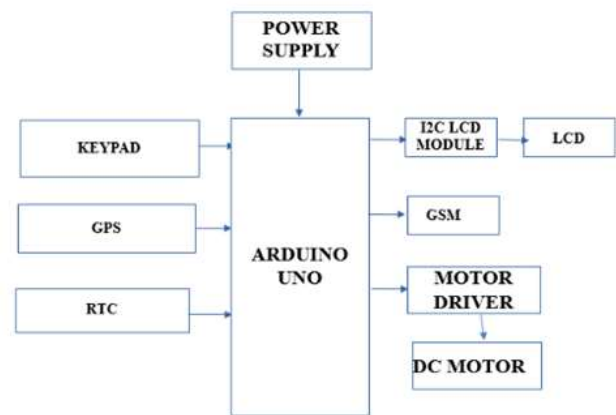 POWER
SUPPLY
KEYPAD
GPS
RTC
ARDUINO
UNO
I2C LCD
MODULE
LCD
GSM
MOTOR
DRIVER
DC MOTOR